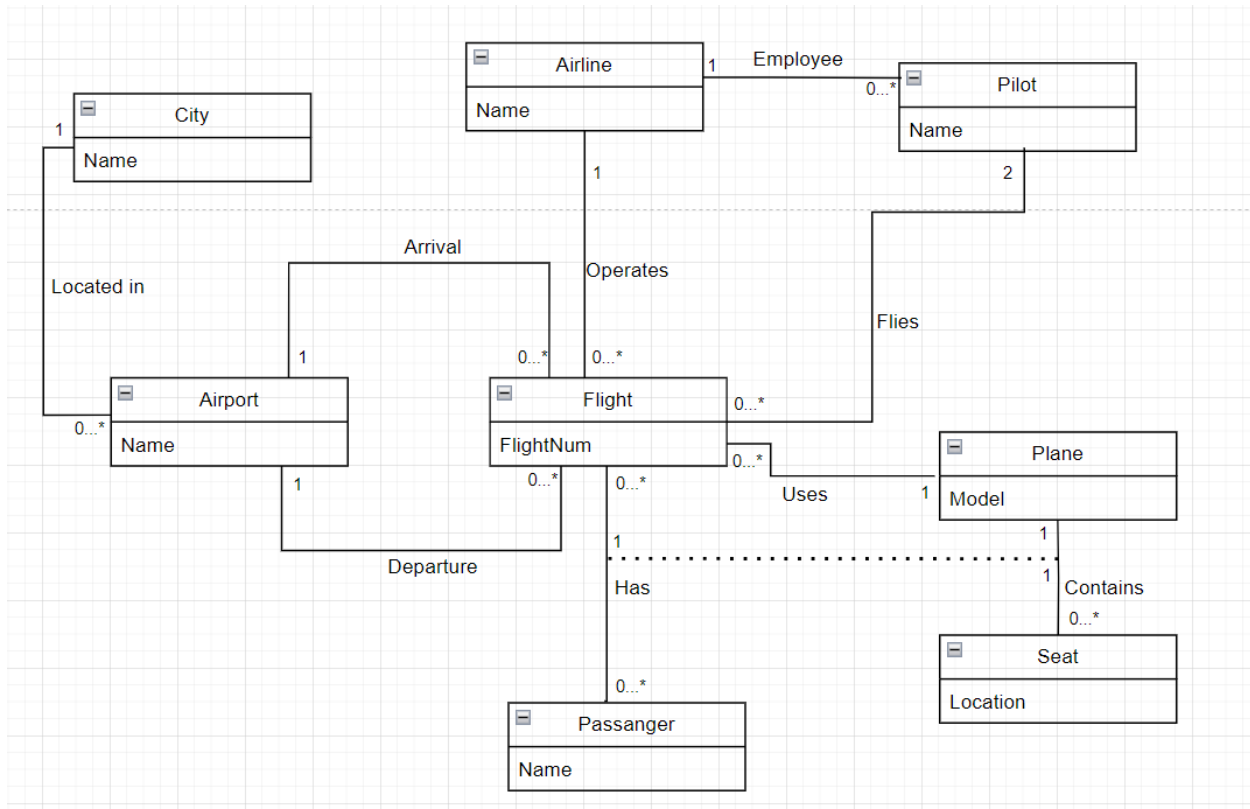 Airline
Name
1
Employee
0...*
Pilot
Name
City
Name
1
1
2
Arrival
Located in
Operates
Flies
1
0...*
0...*
Airport
Name
0...*
Flight
FlightNum
0...*
0...*
Uses
1
Plane
Model
1
0...*
0...*
Departure
1
1
1
Has
Contains
0...*
Seat
Location
0...*
Passanger
Name